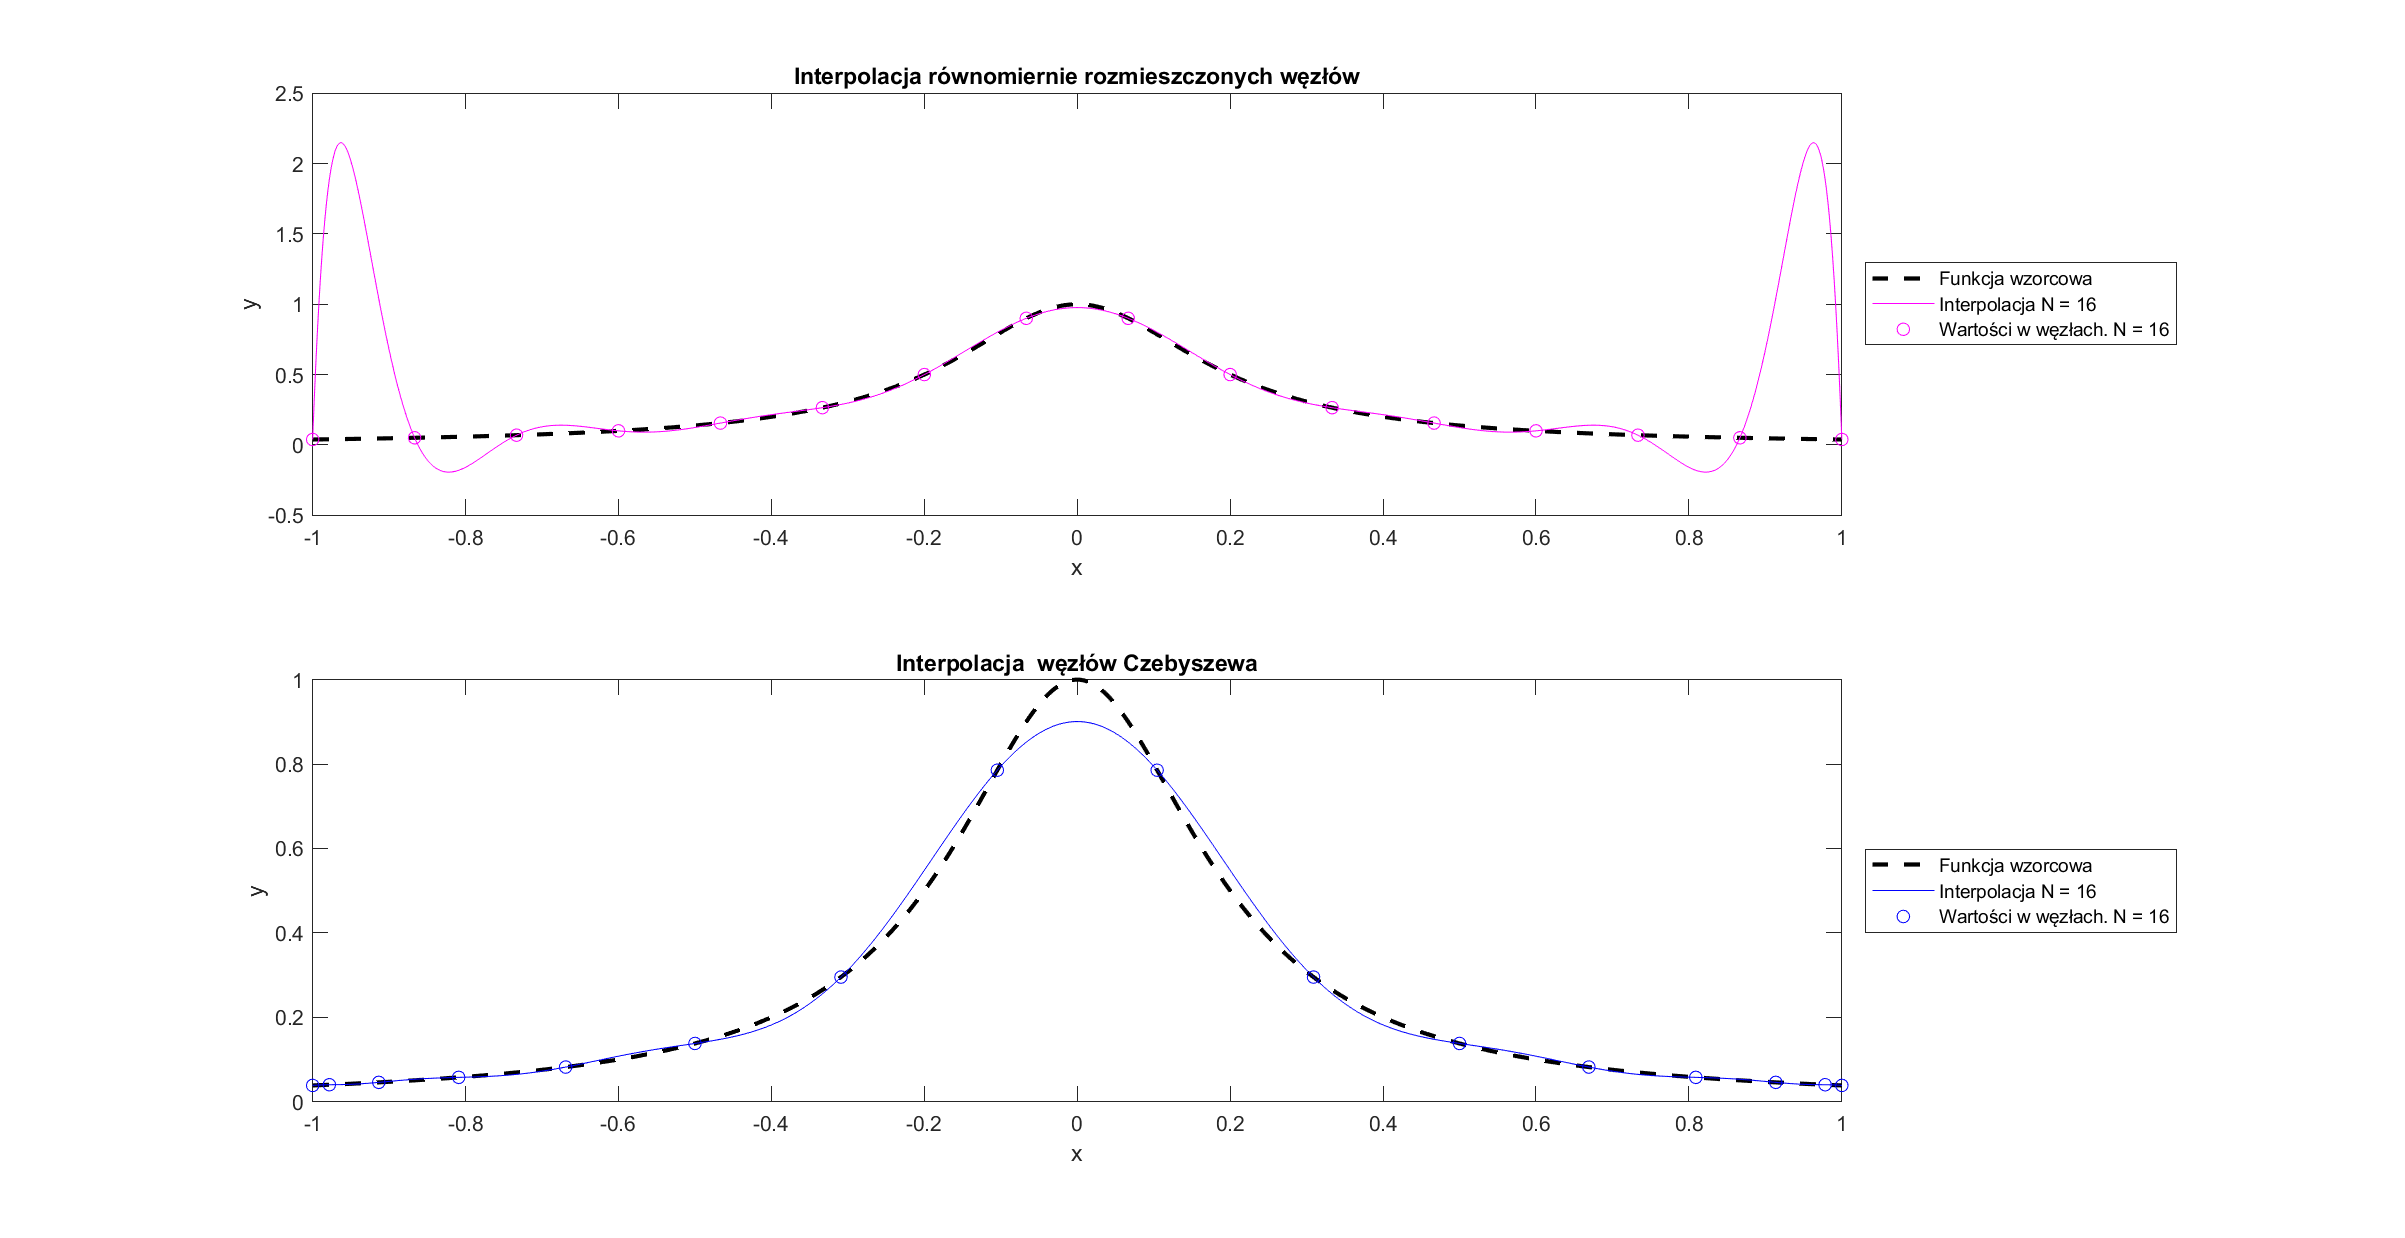 Interpolacja równomiernie rozmieszczonych węzłów
2.5
2
1.5
1
0.5
0
-0.5
y
-1 -0.8 -0.6 -0.4 -0.2 0 0.2 0.4 0.6 0.8 1
x
Funkcja wzorcowa
Interpolacja N = 16
Wartości w węzłach. N = 16
Interpolacja  węzłów Czebyszewa
1
0.8
0.6
0.4
0.2
0
y
-1 -0.8 -0.6 -0.4 -0.2 0 0.2 0.4 0.6 0.8 1
x
Funkcja wzorcowa
Interpolacja N = 16
Wartości w węzłach. N = 16